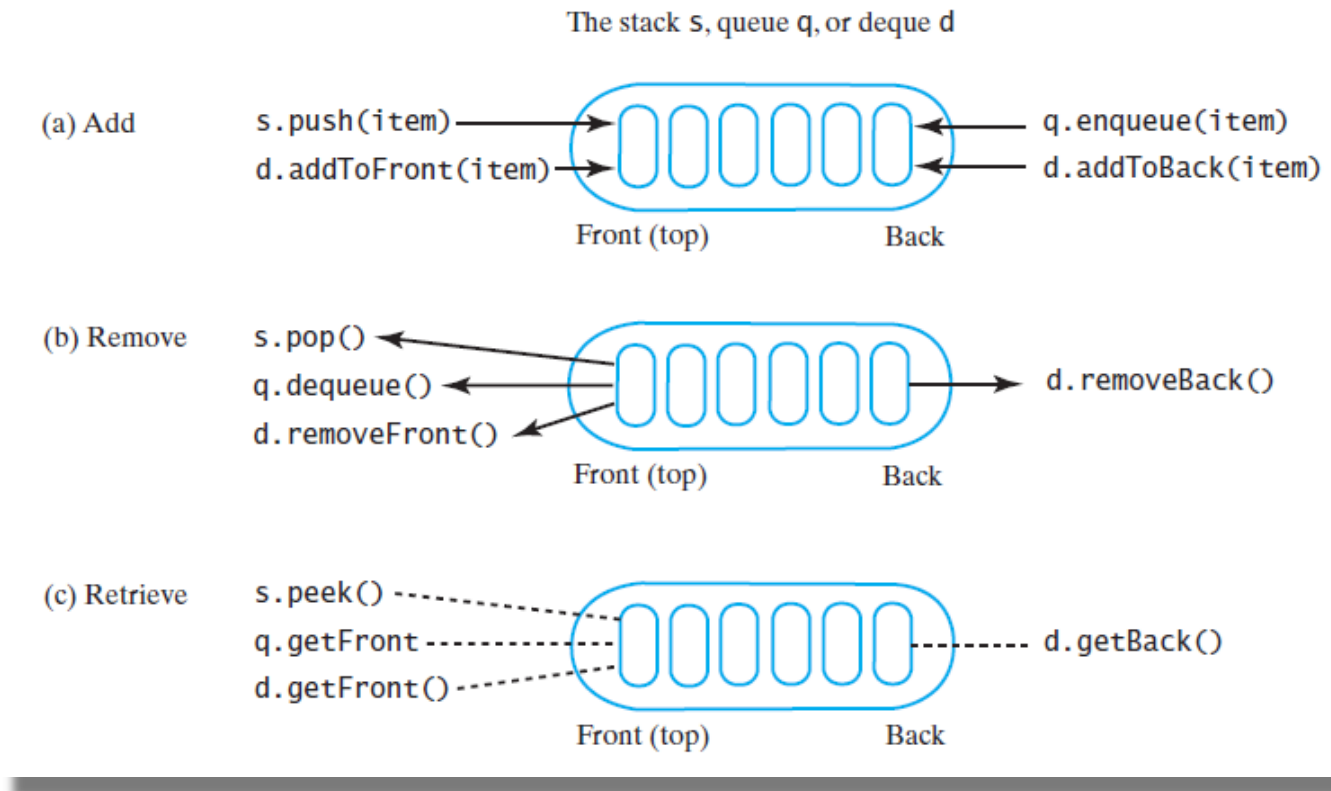 The stack s, queue q, or deque d
(a) Add
s.push(item)
q.enqueue(item)
d.addToFront(item)
d.addToBack(item)
Front (top)
Back
(b) Remove
s.pop()
q.dequeue()
d.removeBack()
d.removeFront()
Front (top)
Back
(c) Retrieve
s.peek()
q.getFront
d.getBack()
d.getFront()
Front (top)
Back